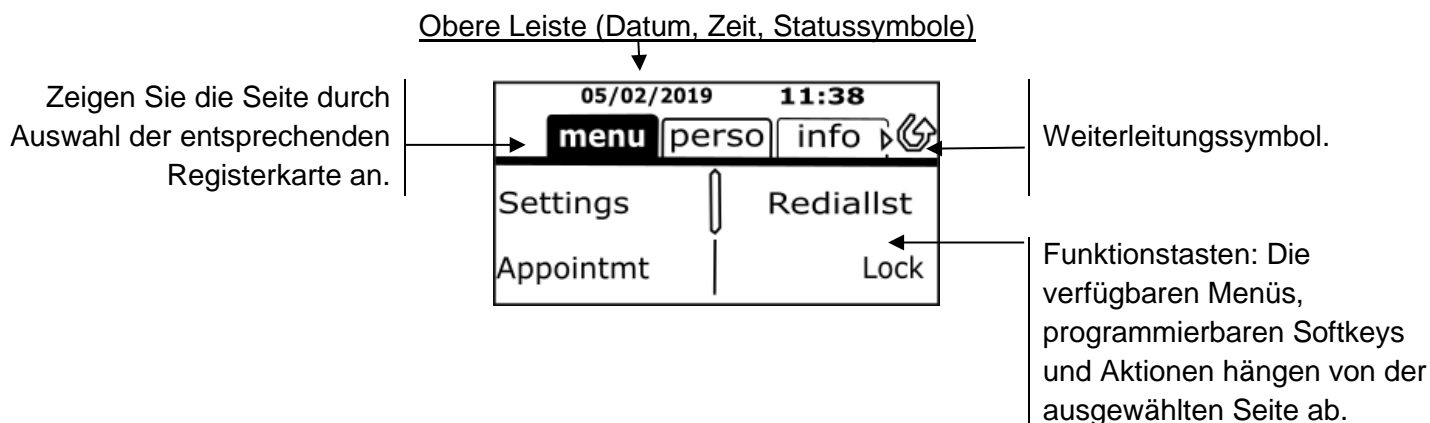 Obere Leiste (Datum, Zeit, Statussymbole)
Zeigen Sie die Seite durch
Auswahl der entsprechenden
Registerkarte an.
05/02/2019 11:38
menu perso info
Settings Rediallst
Appointmt Lock
Weiterleitungssymbol.
Funktionstasten: Die
verfügbaren Menüs,
programmierbaren Softkeys
und Aktionen hängen von der
ausgewählten Seite ab.